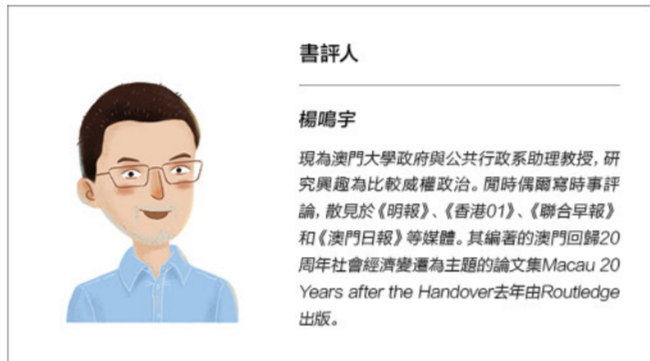 書評人
楊鳴宇
現為澳門大學政府與公共行政系助理教授，研
究興趣為比較威權政治。閒時偶爾寫時事評
論，散見於《明報》、《香港01》、《聯合早報》
和《澳門日報》等媒體。其編著的澳門回歸20
周年社會經濟變遷為主題的論文集Macau 20
Years after the Handover去年由Routledge
出版。